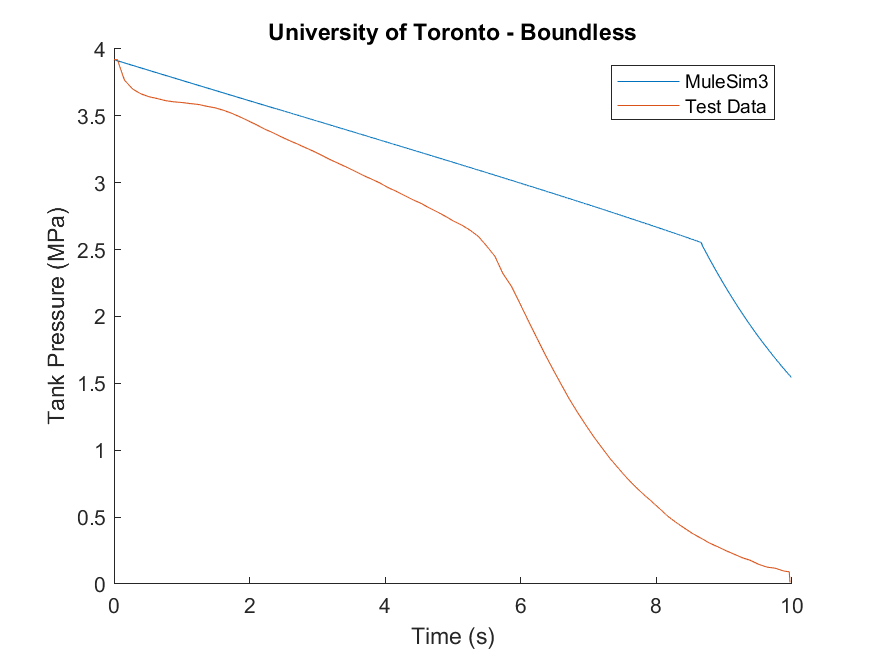 University of Toronto - Boundless
MuleSim3
Test Data
4
3.5
3
2.5
2
1.5
1
0.5
0
Tank Pressure (MPa)
0 2 4 6 8 10
Time (s)